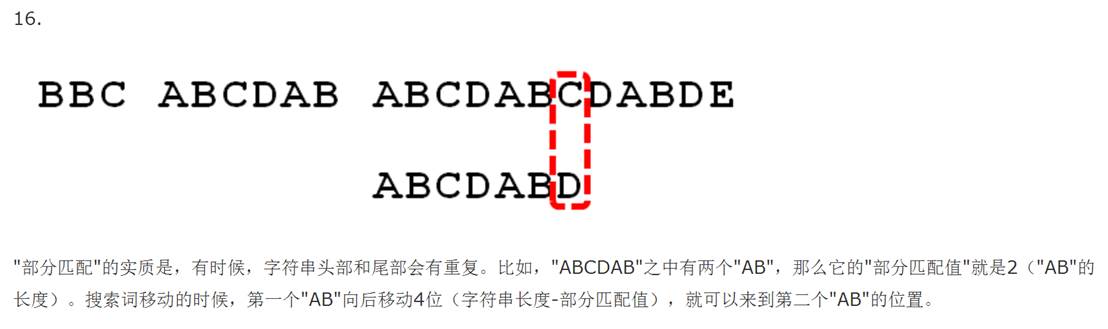 16.
BBC ABCDAB ABCDABCDABDE
ABCDABD
"部分匹配"的实质是，有时候，字符串头部和尾部会有重复。比如，"ABCDAB"之中有两个"AB"，那么它的"部分匹配值"就是2（"AB"的
长度）。搜索词移动的时候，第一个"AB"向后移动4位（字符串长度-部分匹配值），就可以来到第二个"AB"的位置。